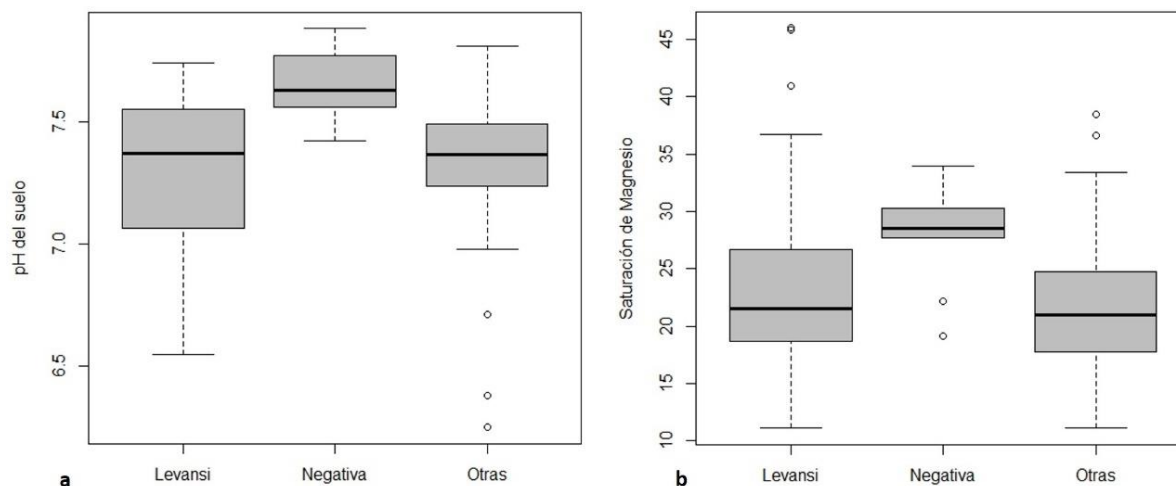 pH del suelo
7.5
7.0
6.5
Levansi Negativa Otras
a
Saturación de Magnesio
45
40
35
30
25
20
15
10
Levansi Negativa Otras
b